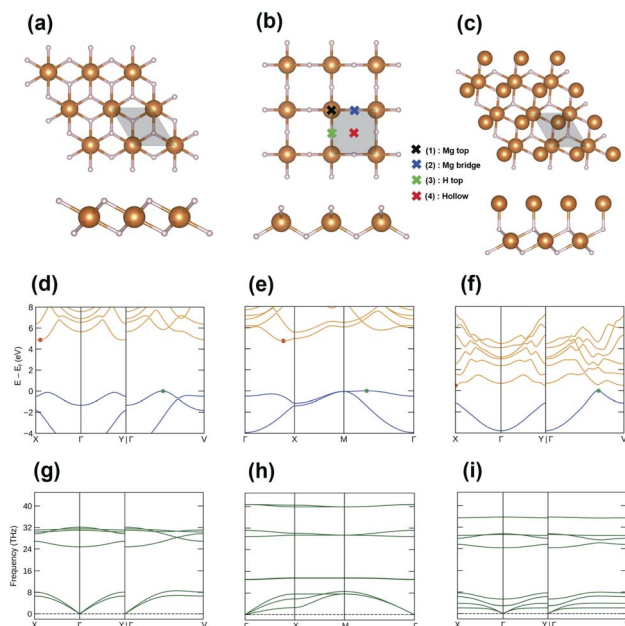 (a)
(b)
(c)
(1) : Mg top
(2) : Mg bridge
(3) : H top
(4) : Hollow
(d)
(e)
(f)
E − Ef (eV)
8
6
4
2
0
−2
−4
X Γ Y|Γ V
Γ X M Γ
X Γ Y|Γ V
(g)
(h)
(i)
Frequency (THz)
40
32
24
16
8
0
X Γ Y|Γ V
Γ X M Γ
X Γ Y|Γ V